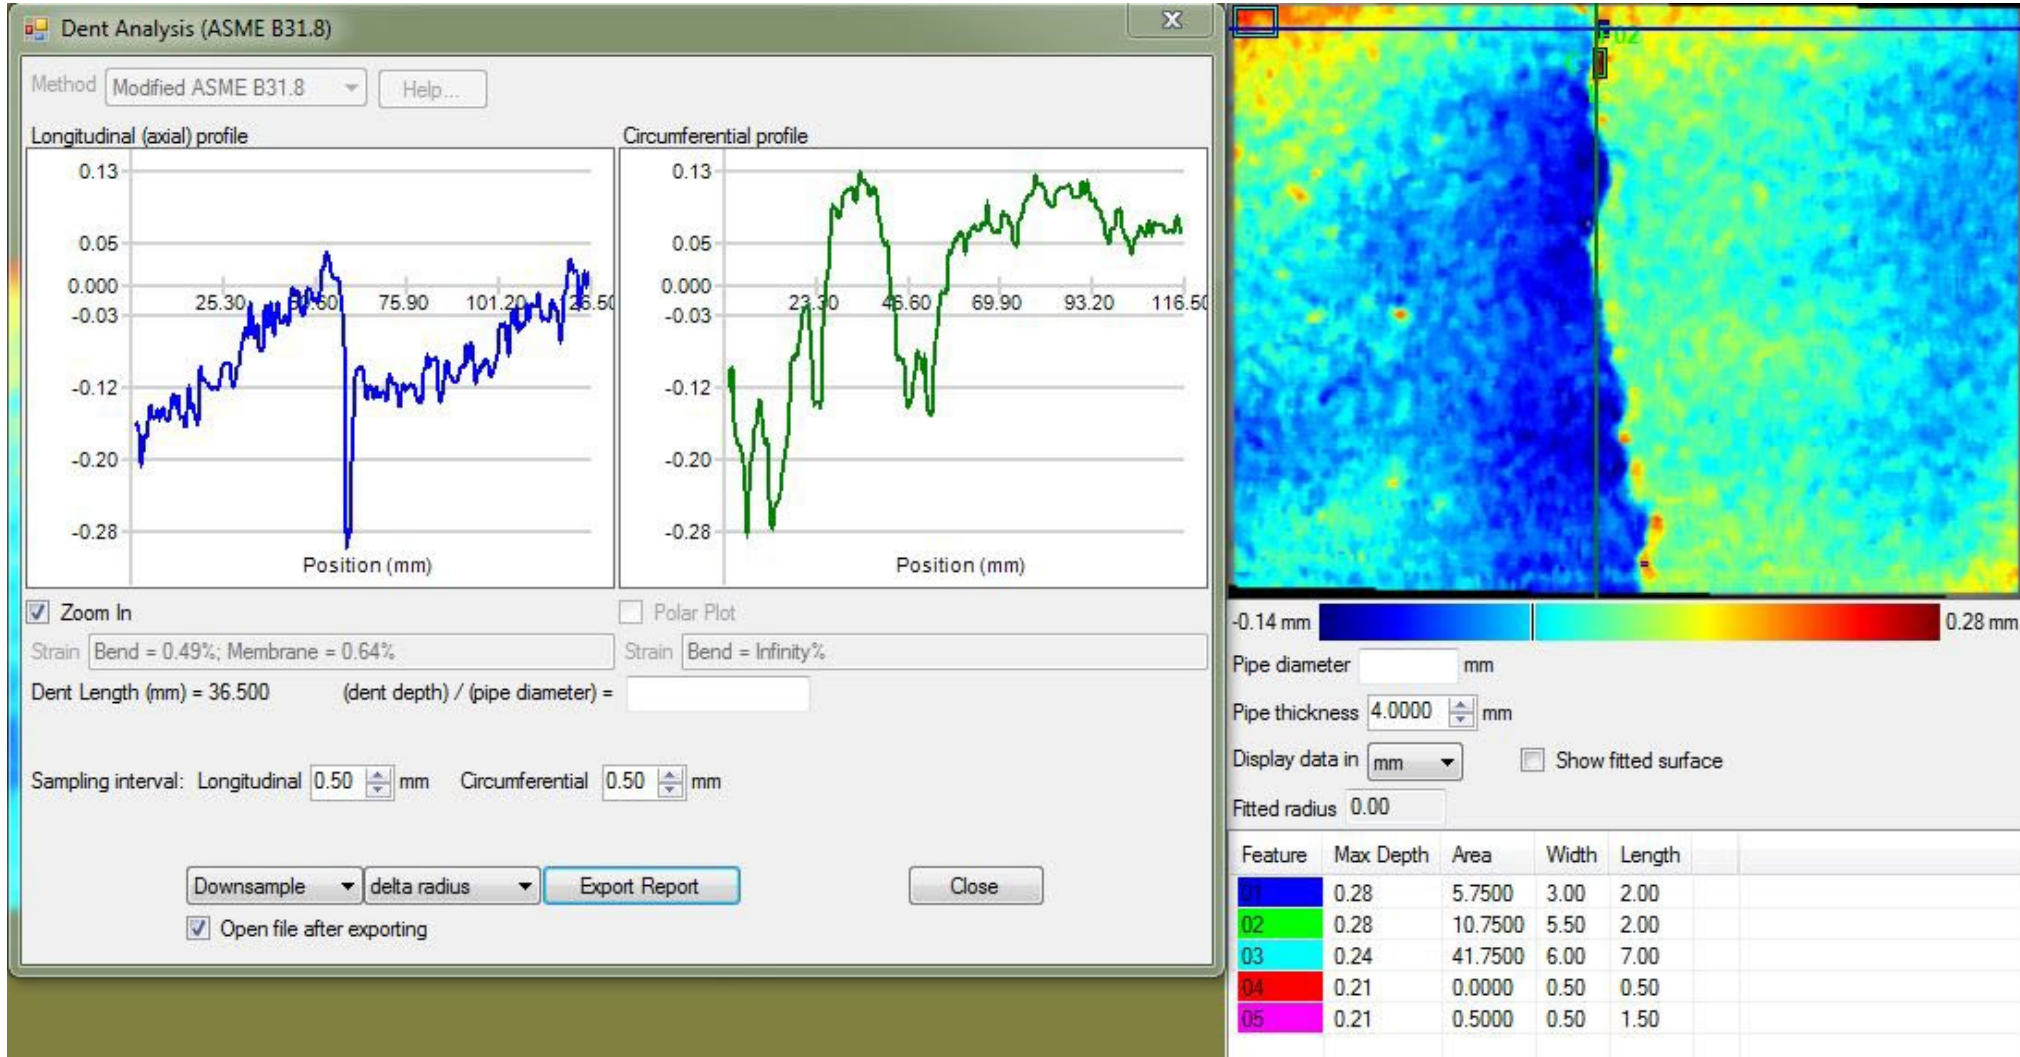 Dent Analysis (ASME B31.8)
Method Modified ASME B31.8 Help...
Longitudinal (axial) profile
0.13
0.05
0.000
-0.03
-0.12
-0.20
-0.28
25.30 50.60 75.90 101.20 126.50
Position (mm)
Circumferential profile
0.13
0.05
0.000
-0.03
-0.12
-0.20
-0.28
23.30 46.60 69.90 93.20 116.50
Position (mm)
Zoom In
Polar Plot
Strain Bend = 0.49%; Membrane = 0.64%
Strain Bend = Infinity%
Dent Length (mm) = 36.500 (dent depth) / (pipe diameter) =
Sampling interval: Longitudinal 0.50 mm Circumferential 0.50 mm
Downsample delta radius Export Report Close
Open file after exporting
02
-0.14 mm 0.28 mm
Pipe diameter mm
Pipe thickness 4.0000 mm
Display data in mm Show fitted surface
Fitted radius 0.00
Feature Max Depth Area Width Length
01 0.28 5.7500 3.00 2.00
02 0.28 10.7500 5.50 2.00
03 0.24 41.7500 6.00 7.00
04 0.21 0.0000 0.50 0.50
05 0.21 0.5000 0.50 1.50